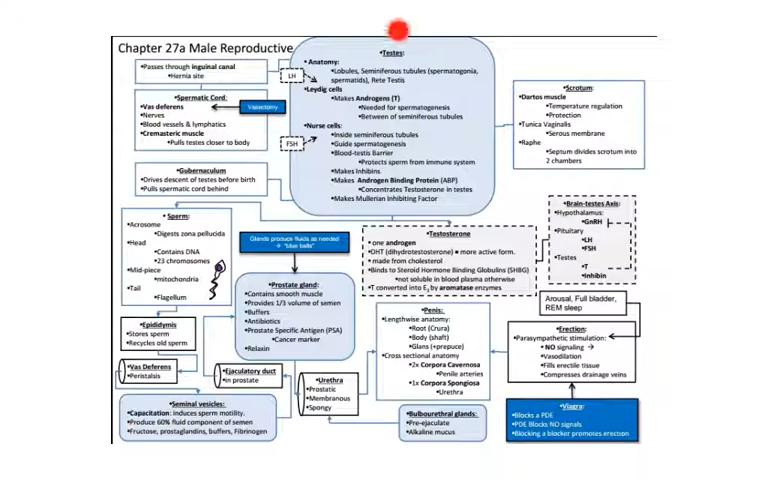 Chapter 27a Male Reproductive
•Passes through inguinal canal
Hernia site
•Spermatic Cord:
•Vas deferens
•Nerves
•Blood vessels & lymphatics
•Cremasteric muscle
•Pulls testes closer to body
Vasectomy
•Gubernaculum
•Drives descent of testes before birth
•Pulls spermatic cord behind
LH
FSH
•Testes:
•Anatomy:
•Lobules, Seminiferous tubules (spermatogonia,
spermatids), Rete Testis
•Leydig cells
•Makes Androgens (T)
•Needed for spermatogenesis
•Between of seminiferous tubules
•Nurse cells:
•Inside seminiferous tubules
•Guide spermatogenesis
•Blood-testis Barrier
•Protects sperm from immune system
•Makes Inhibins
•Makes Androgen Binding Protein (ABP)
•Concentrates Testosterone in testes
•Makes Mullerian Inhibiting Factor
•Scrotum:
•Dartos muscle
•Temperature regulation
•Protection
•Tunica Vaginalis
•Serous membrane
•Raphe
•Septum divides scrotum into
2 chambers
•Brain-testes Axis:
•Hypothalamus:
•GnRH
•Pituitary
•LH
•FSH
•Testes
•T
•Inhibin
•Sperm:
•Acrosome
•Digests zona pellucida
•Head
•Contains DNA
•23 chromosomes
•Mid-piece
•mitochondria
•Tail
•Flagellum
Glands produce fluids as needed
→ "blue balls"
•Testosterone
• one androgen
•DHT (dihydrotestosterone) • more active form.
• made from cholesterol
•Binds to Steroid Hormone Binding Globulins (SHBG)
•not soluble in blood plasma otherwise
•T converted into E2 by aromatase enzymes
•Prostate gland:
•Contains smooth muscle
•Provides 1/3 volume of semen
•Buffers
•Antibiotics
•Prostate Specific Antigen (PSA)
•Cancer marker
•Relaxin
•Penis:
•Lengthwise anatomy:
•Root (Crura)
•Body (shaft)
•Glans (+prepuce)
•Cross sectional anatomy
•2x Corpora Cavernosa
•Penile arteries
•1x Corpora Spongiosa
•Urethra
Arousal, Full bladder,
REM sleep
•Erection:
•Parasympathetic stimulation:
• NO signaling →
•Vasodilation
•Fills erectile tissue
•Compresses drainage veins
•Epididymis
•Stores sperm
•Recycles old sperm
•Vas Deferens
•Peristalsis
•Ejaculatory duct
•In prostate
•Urethra
•Prostatic
•Membranous
•Spongy
•Seminal vesicles:
•Capacitation: induces sperm motility.
•Produce 60% fluid component of semen
•Fructose, prostaglandins, buffers, Fibrinogen
•Bulbourethral glands:
•Pre-ejaculate
•Alkaline mucus
•Viagra:
•Blocks a PDE
•PDE Blocks NO signals
•Blocking a blocker promotes erection